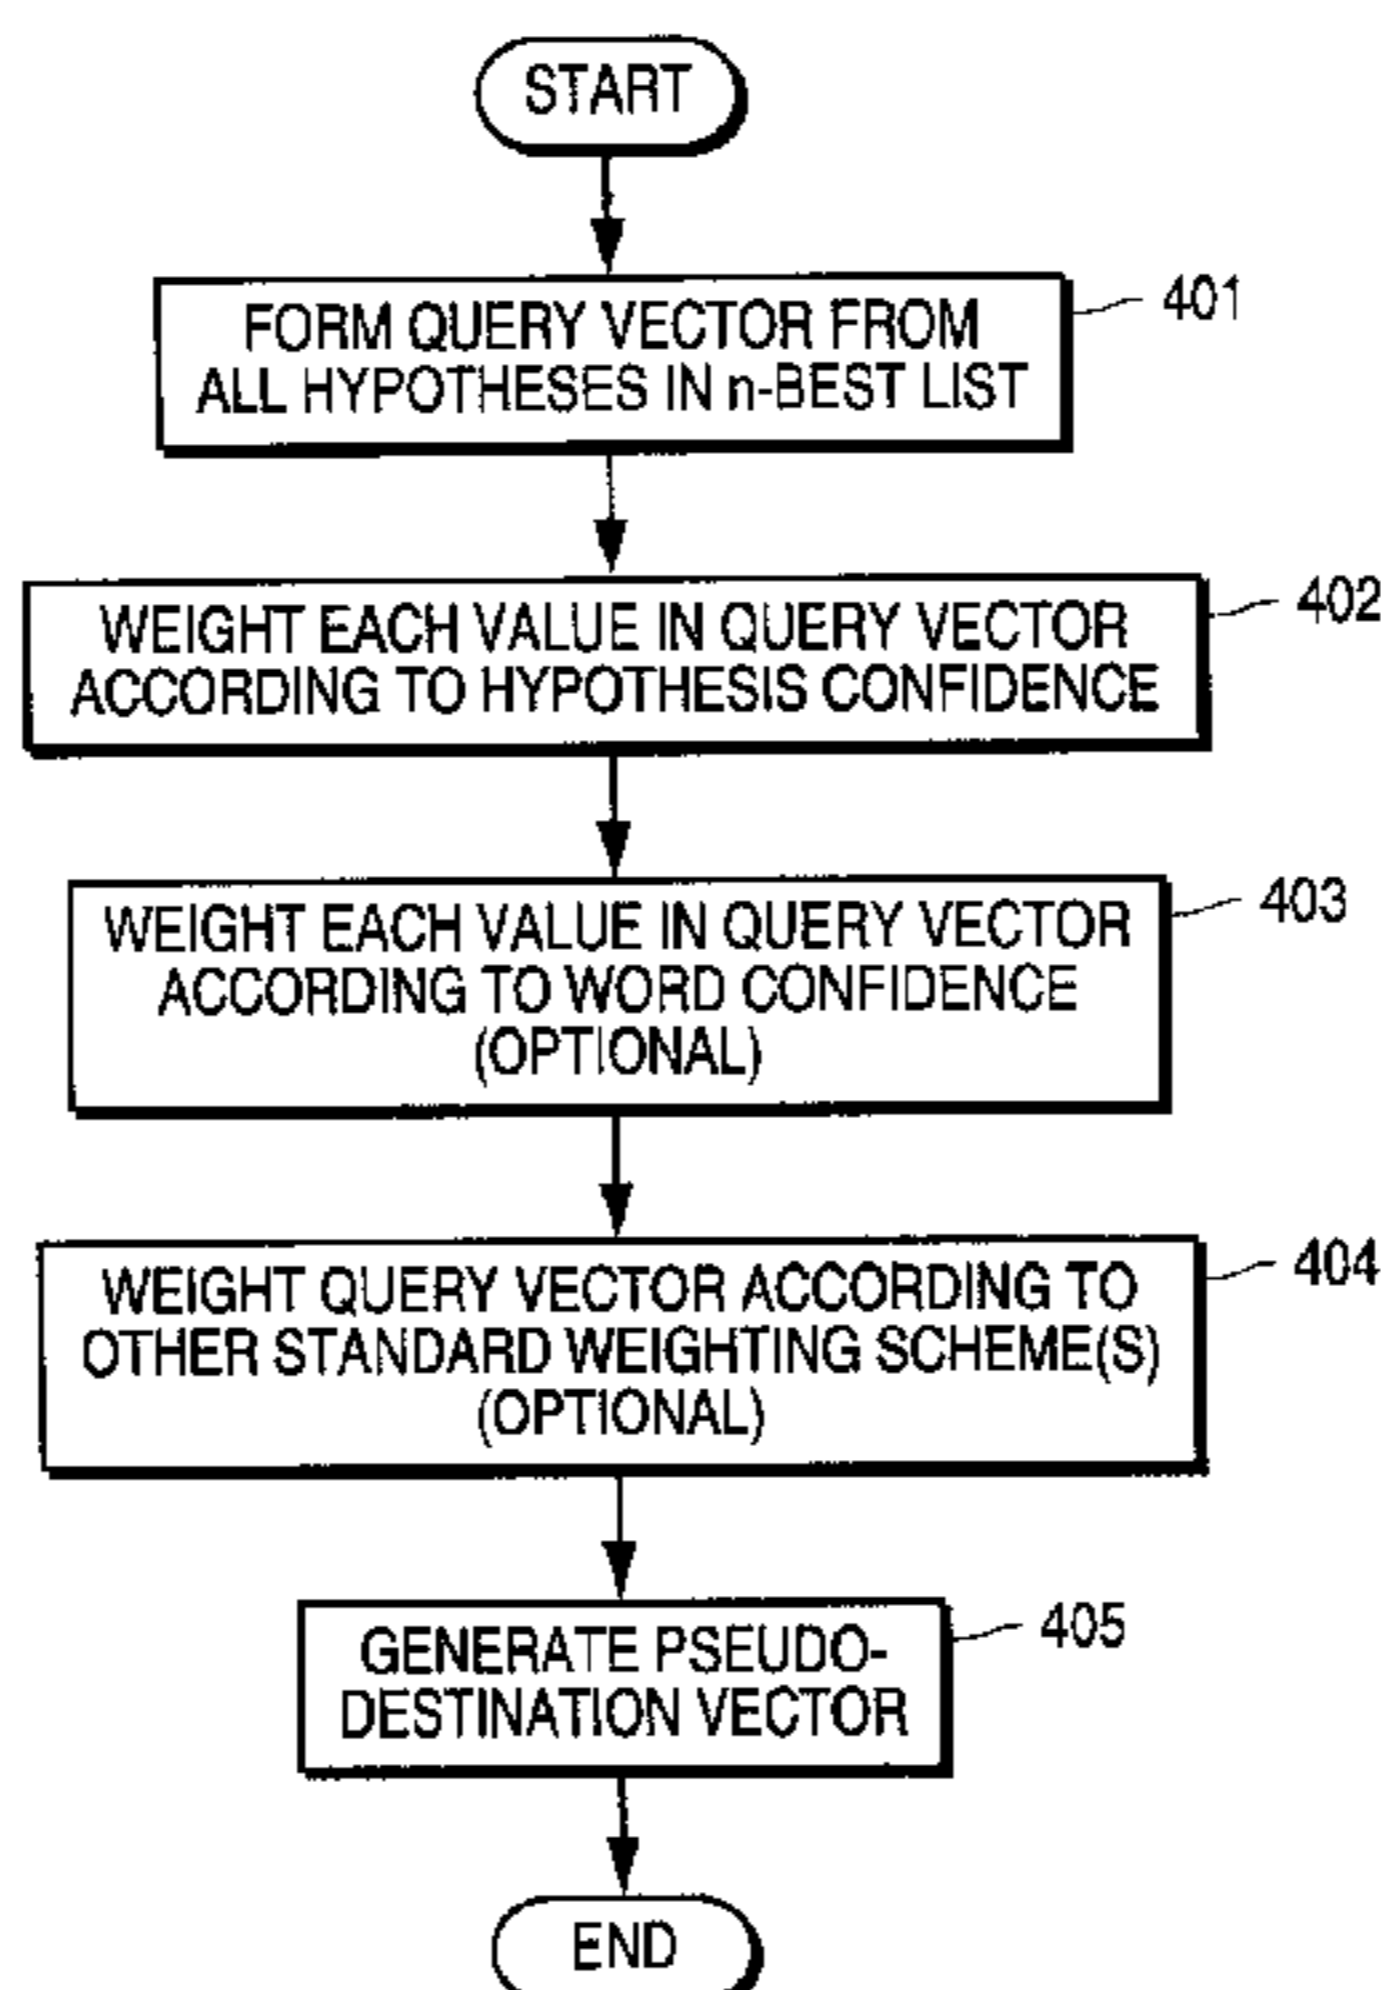 START
FORM QUERY VECTOR FROM
ALL HYPOTHESES IN n-BEST LIST
401
WEIGHT EACH VALUE IN QUERY VECTOR
ACCORDING TO HYPOTHESIS CONFIDENCE
402
WEIGHT EACH VALUE IN QUERY VECTOR
ACCORDING TO WORD CONFIDENCE
(OPTIONAL)
403
WEIGHT QUERY VECTOR ACCORDING TO
OTHER STANDARD WEIGHTING SCHEME(S)
(OPTIONAL)
404
GENERATE PSEUDO-
DESTINATION VECTOR
405
END